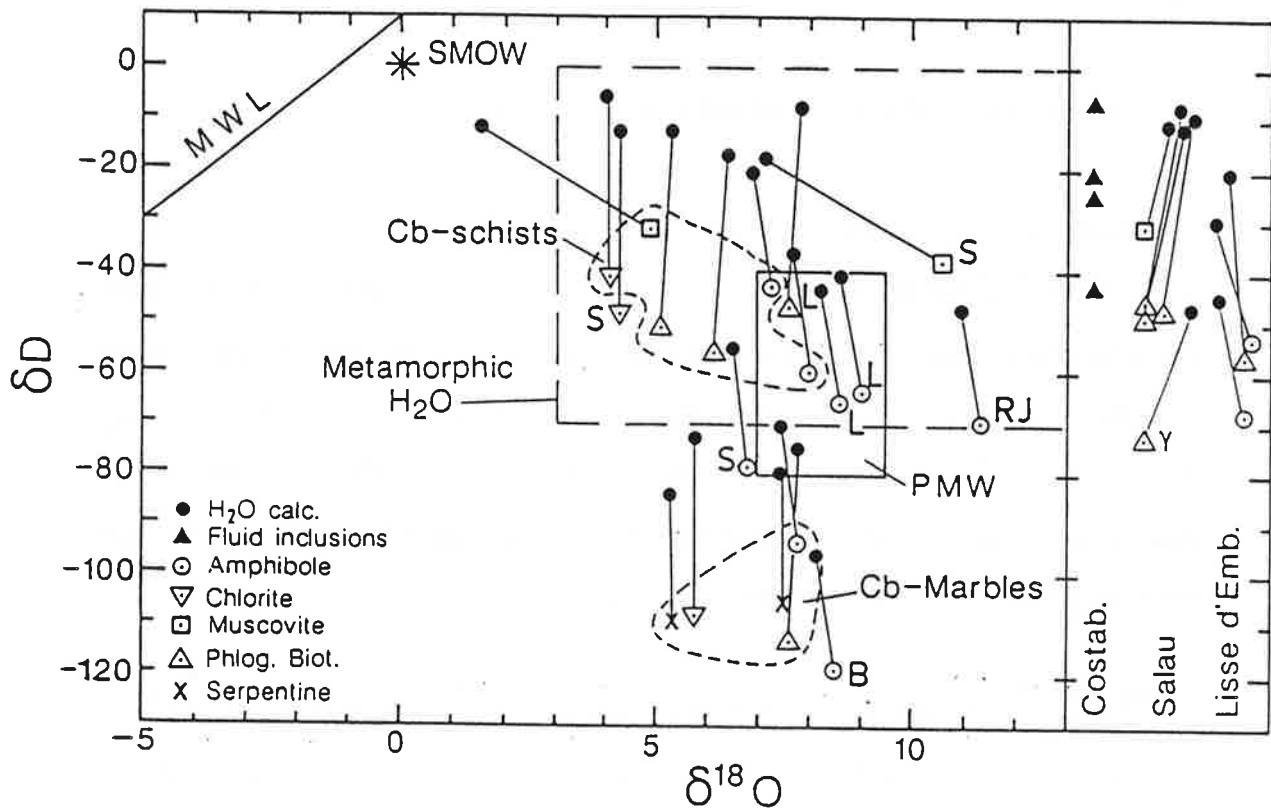 SMOW
MWL
Cb-schists
S
S
L
L
L
Metamorphic
H₂O
RJ
S
PMW
Cb-Marbles
B
Y
δD
0
-20
-40
-60
-80
-100
-120
H₂O calc.
Fluid inclusions
Amphibole
Chlorite
Muscovite
Phlog. Biot.
Serpentine
-5
0
5
10
δ¹⁸O
Costab.
Salau
Lisse d'Emb.